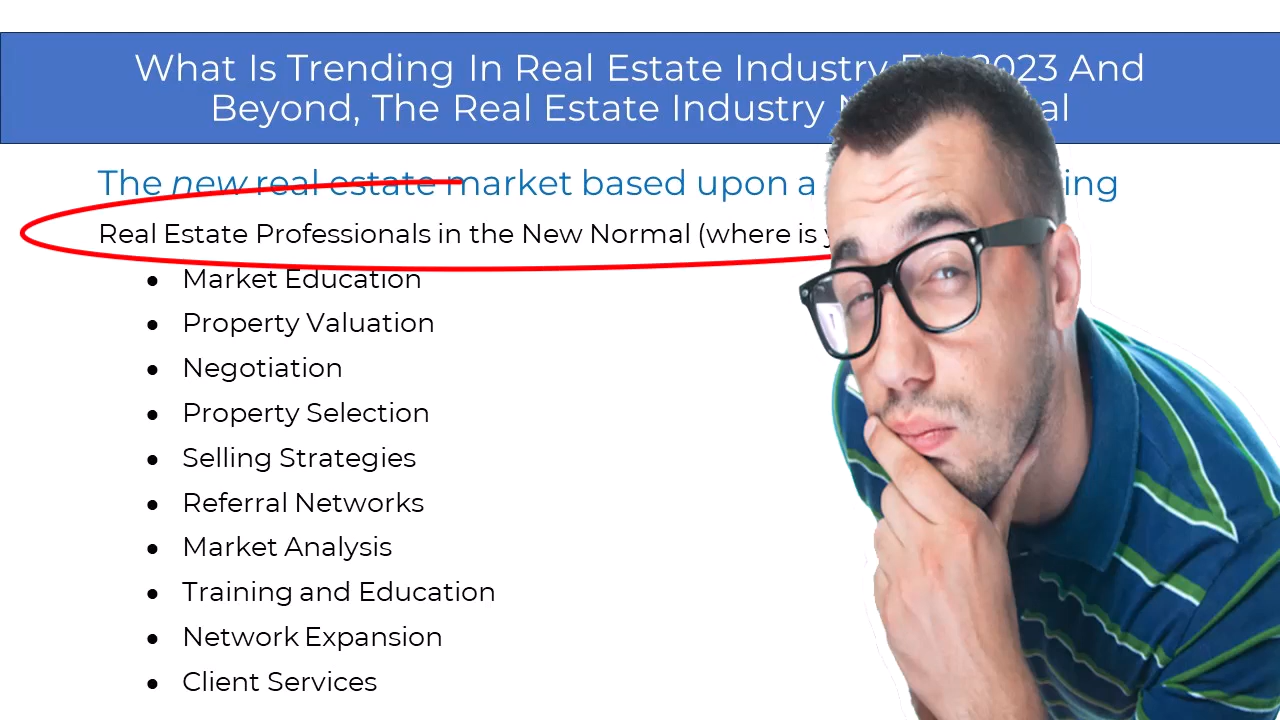 What Is Trending In Real Estate Industry 2023 And
Beyond, The Real Estate Industry
The new real estate market based upon a
Real Estate Professionals in the New Normal (where is
• Market Education
• Property Valuation
• Negotiation
• Property Selection
• Selling Strategies
• Referral Networks
• Market Analysis
• Training and Education
• Network Expansion
• Client Services